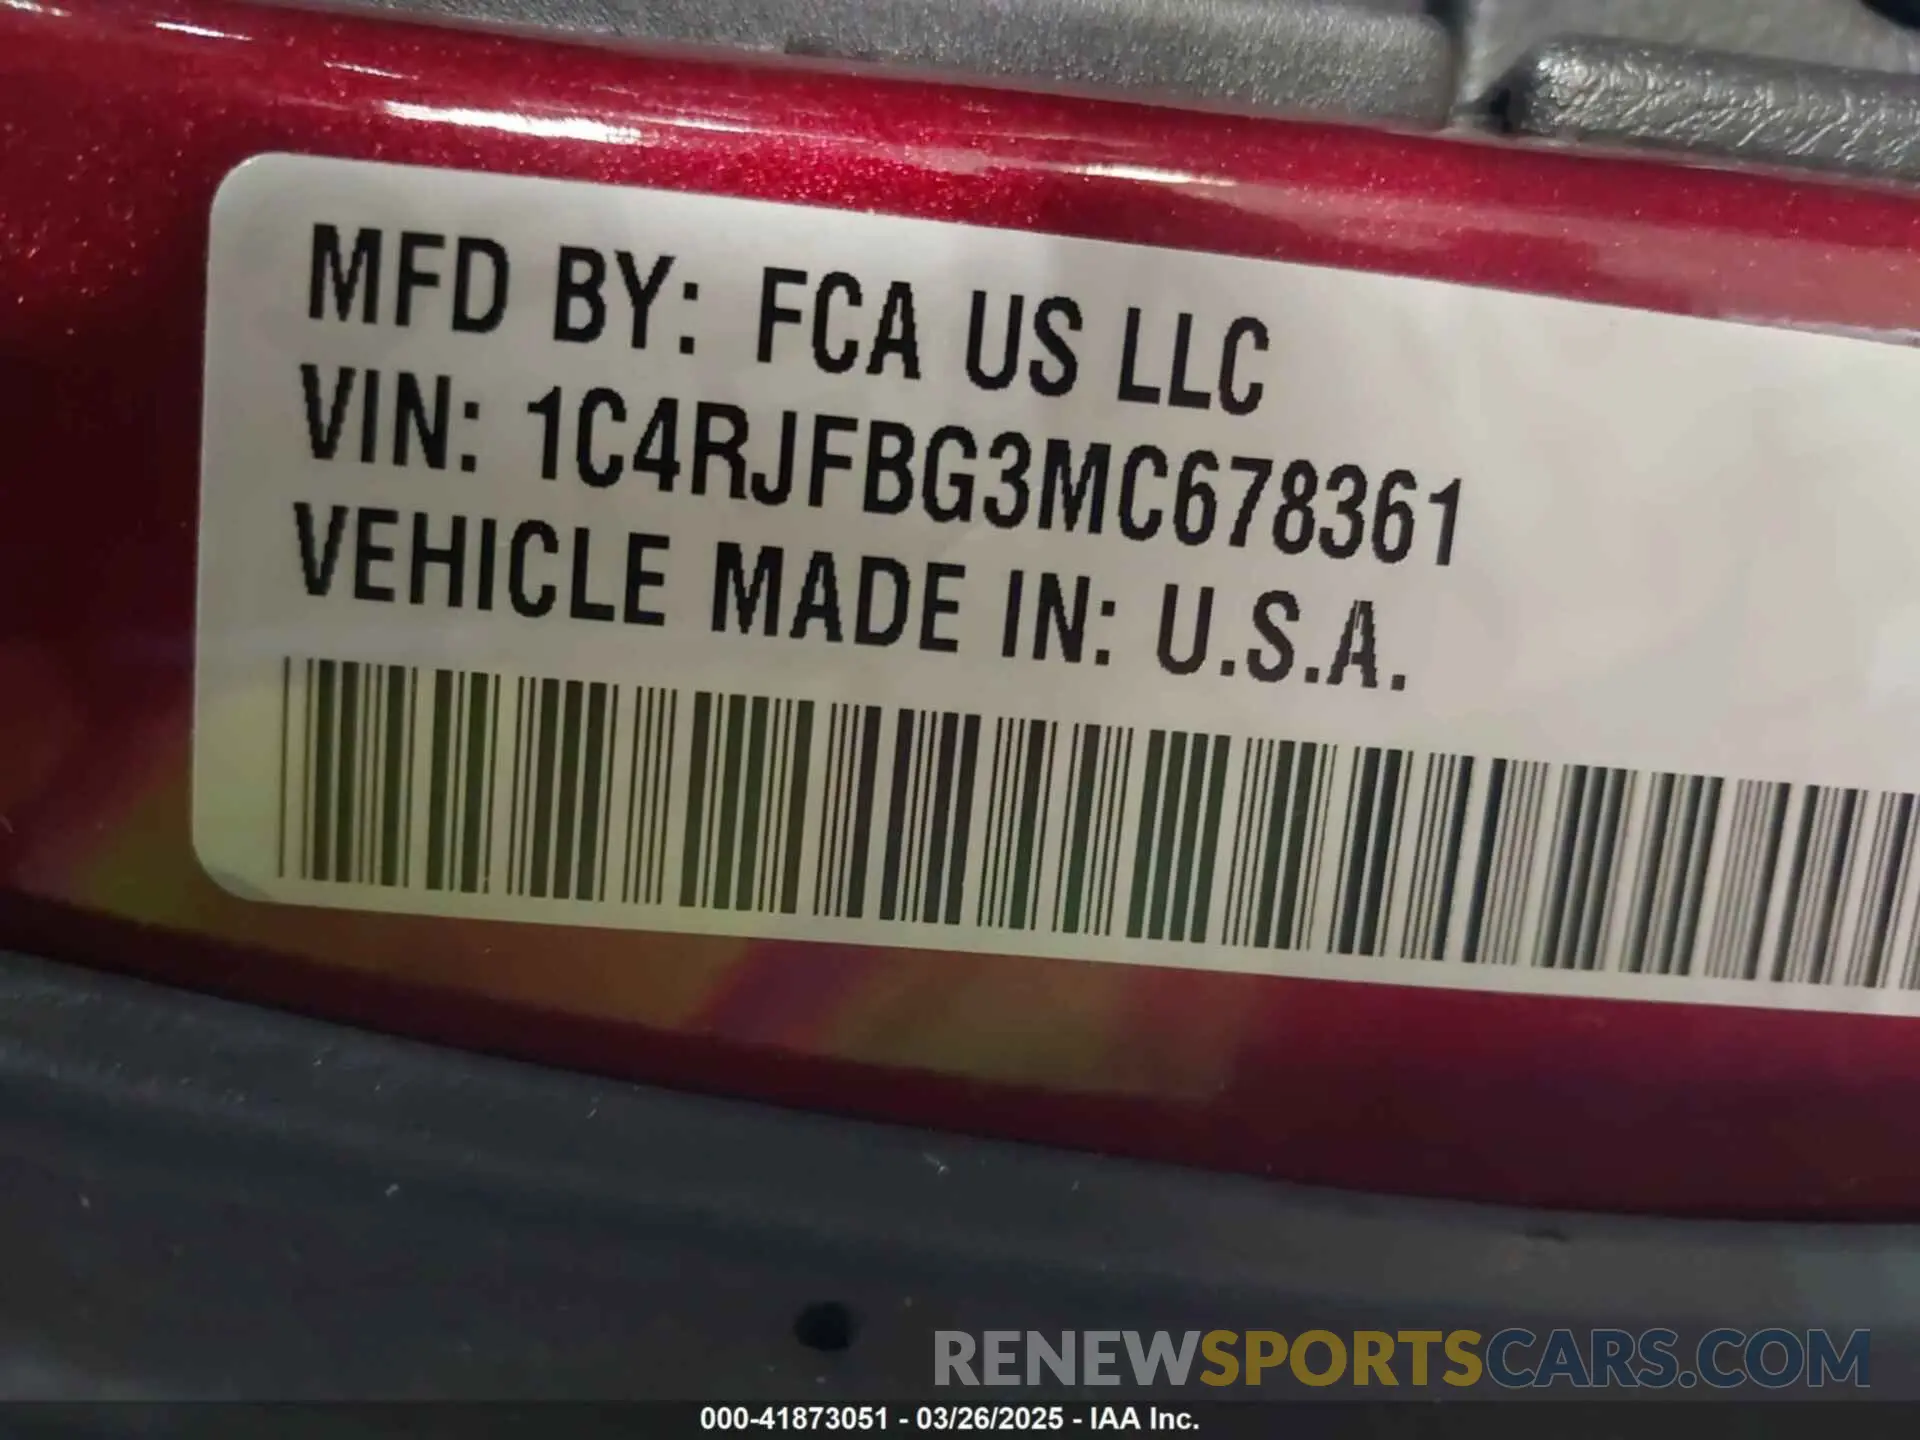 MFD BY: FCA US LLC
VIN: 1C4RJFBG3MC678361
VEHICLE MADE IN: U.S.A.
RENEWSPORTSCARS.COM
000-41873051 - 03/26/2025 - IAA Inc.